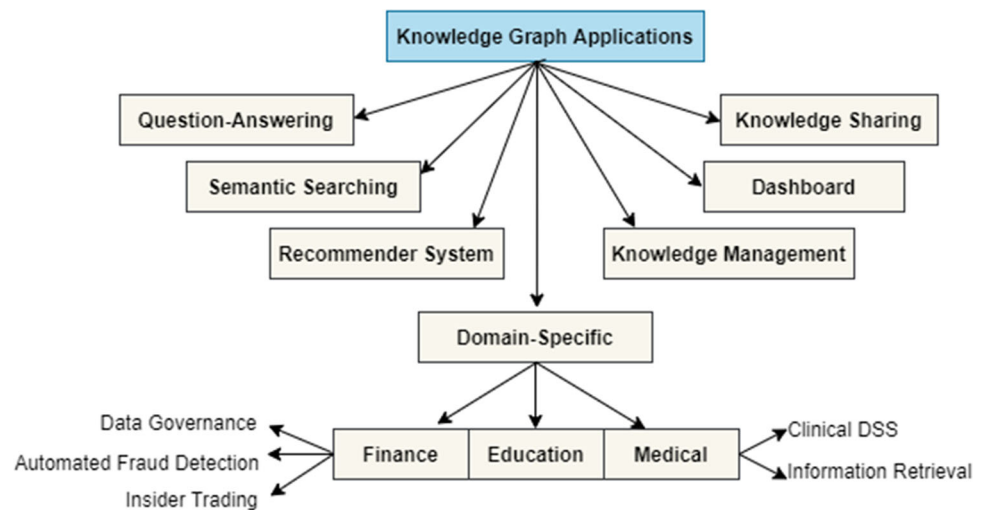 Knowledge Graph Applications
Question-Answering
Knowledge Sharing
Semantic Searching
Dashboard
Recommender System
Knowledge Management
Domain-Specific
Data Governance
Automated Fraud Detection
Insider Trading
Finance
Education
Medical
Clinical DSS
Information Retrieval